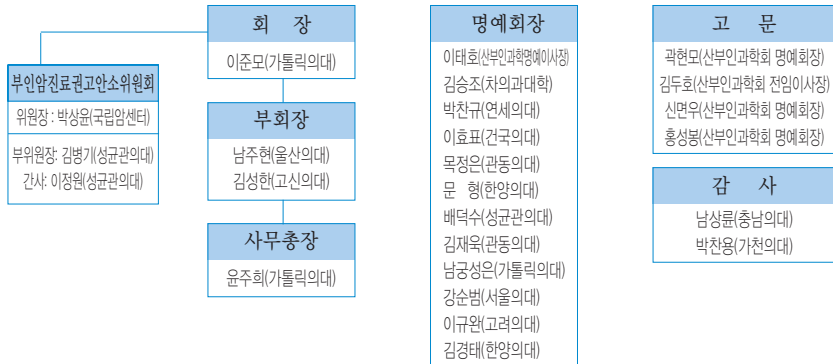 회 장
이준모(가톨릭의대)
부인암진료권고안소위원회
위원장 : 박상윤(국립암센터)
부위원장: 김병기(성균관의대)
간사: 이정원(성균관의대)
부회장
남주현(울산의대)
김성한(고신의대)
사무총장
윤주희(가톨릭의대)
명예회장
이태호(산부인과학명예이사장)
김승조(차의과대학)
박찬규(연세의대)
이효표(건국의대)
목정은(관동의대)
문 형(한양의대)
배덕수(성균관의대)
김재욱(관동의대)
남궁성은(가톨릭의대)
강순범(서울의대)
이규완(고려의대)
김경태(한양의대)
고 문
곽현모(산부인과학회 명예회장)
김두호(산부인과학회 전임이사장)
신면우(산부인과학회 명예회장)
홍성봉(산부인과학회 명예회장)
감 사
남상륜(충남의대)
박찬용(가천의대)